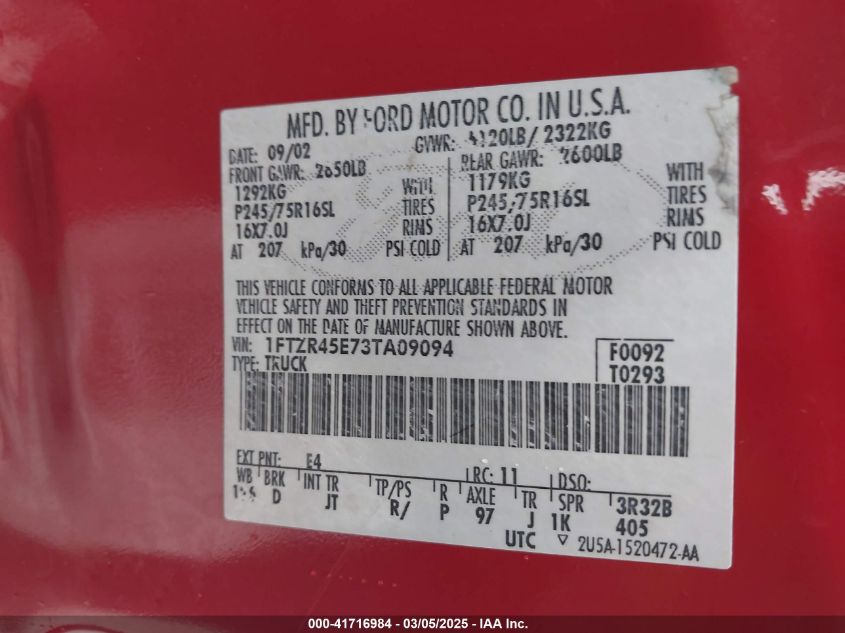 MFD. BY FORD MOTOR CO. IN U.S.A.
DATE: 09/02 GVWR: 5120LB/ 2322KG
FRONT GAWR: 2850LB REAR GAWR: 2600LB
1292KG WITH 1179KG WITH
P245/75R16SL TIRES P245/75R16SL TIRES
16X7.0J RIMS 16X7.0J RIMS
AT 207 kPa/30 PSI COLD AT 207 kPa/30 PSI COLD
THIS VEHICLE CONFORMS TO ALL APPLICABLE FEDERAL MOTOR
VEHICLE SAFETY AND THEFT PREVENTION STANDARDS IN
EFFECT ON THE DATE OF MANUFACTURE SHOWN ABOVE.
VIN: 1FTZR45E73TA09094 F0092
TYPE: TRUCK T0293
EXT PNT: E4 RC: 11 DSO:
WB BRK INT TR TP/PS R AXLE TR SPR 3R32B
D JT R/ P 97 J 1K 405
UTC ▽ 2U5A-1520472-AA
000-41716984 - 03/05/2025 - IAA Inc.